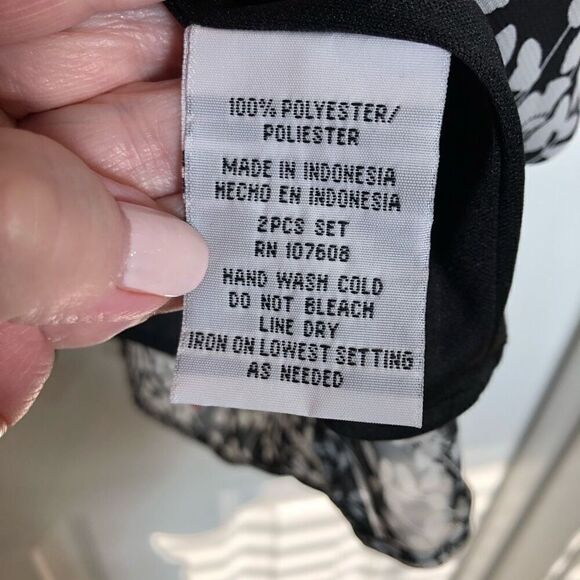 100% POLYESTER/
POLIESTER
MADE IN INDONESIA
HECHO EN INDONESIA
2PCS SET
RN 107608
HAND WASH COLD
DO NOT BLEACH
LINE DRY
IRON ON LOWEST SETTING
AS NEEDED